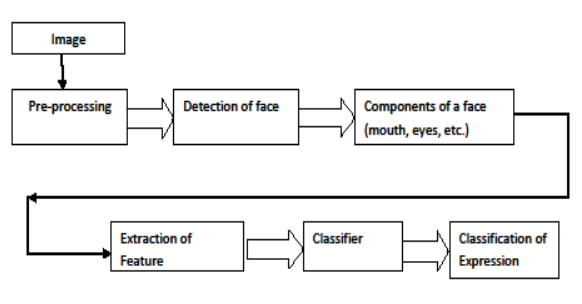 Image
Pre-processing
Detection of face
Components of a face
(mouth, eyes, etc.)
Extraction of
Feature
Classifier
Classification of
Expression